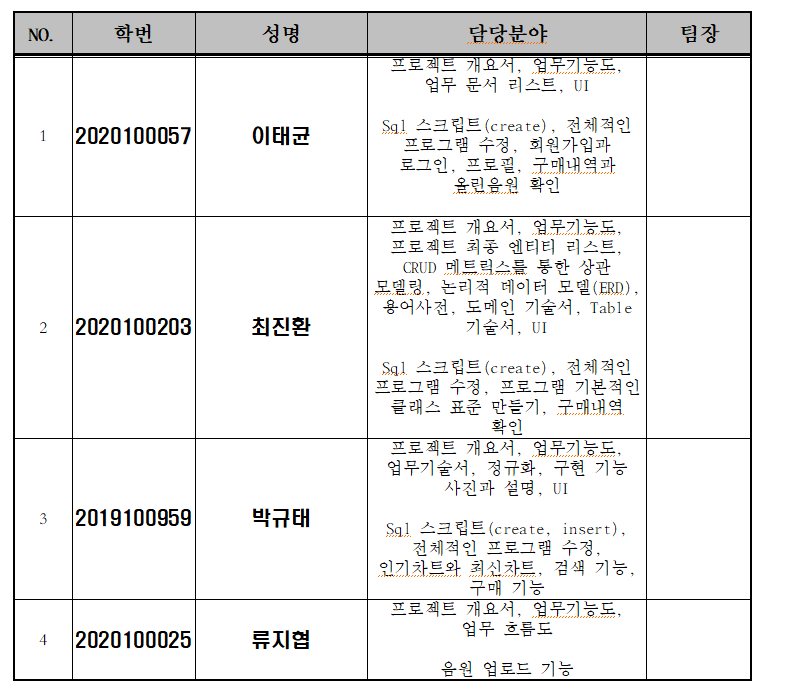 NO. 학번 성명 담당분야 팀장
프로젝트 개요서, 업무기능도,
업무 문서 리스트, UI
Sql 스크립트(create), 전체적인
1 2020100057 이태균
프로그램 수정, 회원가입과
로그인, 프로필, 구매내역과
올린음원 확인
프로젝트 개요서, 업무기능도,
프로젝트 최종 엔티티 리스트,
CRUD 메트릭스를 통한 상관
모델링, 논리적 데이터 모델(ERD),
용어사전, 도메인 기술서, Table
2 2020100203 최진환
기술서, UI
Sql 스크립트(create), 전체적인
프로그램 수정, 프로그램 기본적인
클래스 표준 만들기, 구매내역
확인
프로젝트 개요서, 업무기능도,
업무기술서, 정규화, 구현 기능
사진과 설명, UI
3 2019100959 박규태
Sql 스크립트(create, insert),
전체적인 프로그램 수정,
인기차트와 최신차트, 검색 기능,
구매 기능
프로젝트 개요서, 업무기능도,
업무 흐름도
4 2020100025 류지협
음원 업로드 기능